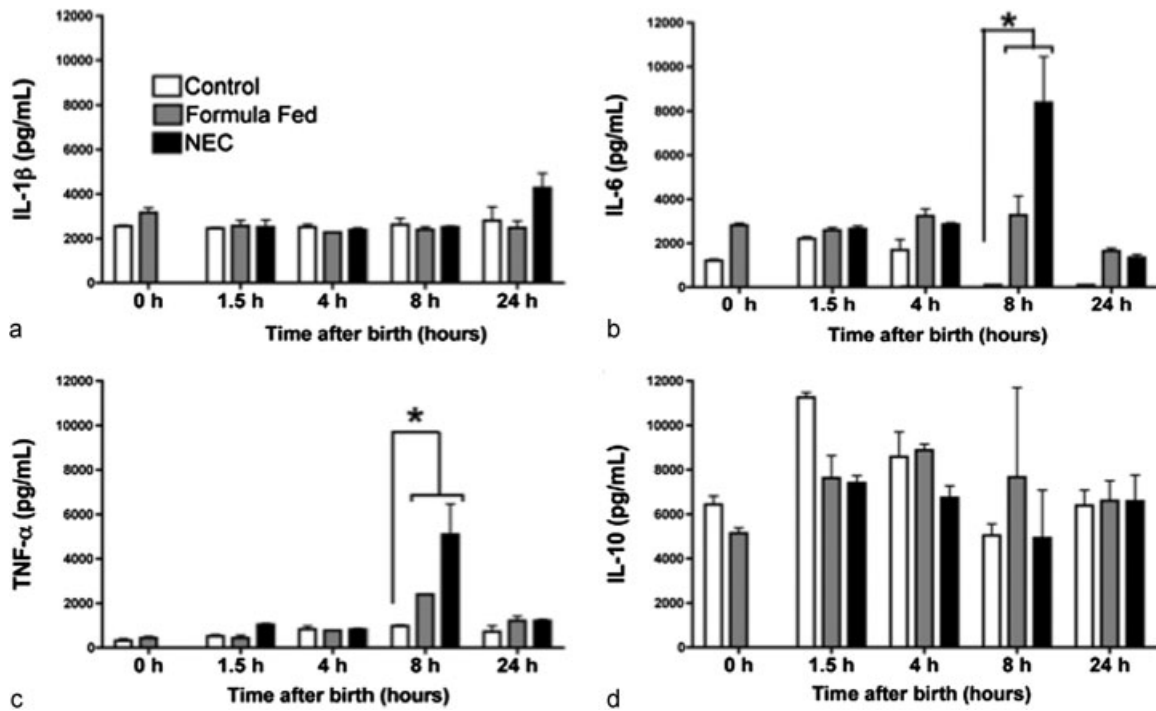 12000
10000
8000
6000
4000
2000
0
IL-1β (pg/mL)
Control
Formula Fed
NEC
0 h 1.5 h 4 h 8 h 24 h
Time after birth (hours)
a
12000
10000
8000
6000
4000
2000
0
IL-6 (pg/mL)
*
0 h 1.5 h 4 h 8 h 24 h
Time after birth (hours)
b
12000
10000
8000
6000
4000
2000
0
TNF-α (pg/mL)
*
0 h 1.5 h 4 h 8 h 24 h
Time after birth (hours)
c
12000
10000
8000
6000
4000
2000
0
IL-10 (pg/mL)
0 h 1.5 h 4 h 8 h 24 h
Time after birth (hours)
d